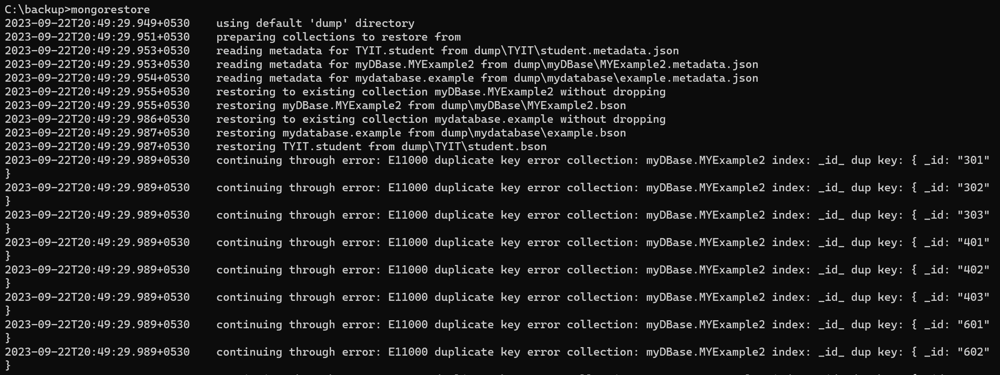 C:\backup>mongorestore
2023-09-22T20:49:29.949+0530    using default 'dump' directory
2023-09-22T20:49:29.951+0530    preparing collections to restore from
2023-09-22T20:49:29.953+0530    reading metadata for TYIT.student from dump\TYIT\student.metadata.json
2023-09-22T20:49:29.953+0530    reading metadata for myDBase.MYExample2 from dump\myDBase\MYExample2.metadata.json
2023-09-22T20:49:29.954+0530    reading metadata for mydatabase.example from dump\mydatabase\example.metadata.json
2023-09-22T20:49:29.955+0530    restoring to existing collection myDBase.MYExample2 without dropping
2023-09-22T20:49:29.955+0530    restoring myDBase.MYExample2 from dump\myDBase\MYExample2.bson
2023-09-22T20:49:29.986+0530    restoring to existing collection mydatabase.example without dropping
2023-09-22T20:49:29.987+0530    restoring mydatabase.example from dump\mydatabase\example.bson
2023-09-22T20:49:29.987+0530    restoring TYIT.student from dump\TYIT\student.bson
2023-09-22T20:49:29.989+0530    continuing through error: E11000 duplicate key error collection: myDBase.MYExample2 index: _id_ dup key: { _id: "301"
}
2023-09-22T20:49:29.989+0530    continuing through error: E11000 duplicate key error collection: myDBase.MYExample2 index: _id_ dup key: { _id: "302"
}
2023-09-22T20:49:29.989+0530    continuing through error: E11000 duplicate key error collection: myDBase.MYExample2 index: _id_ dup key: { _id: "303"
}
2023-09-22T20:49:29.989+0530    continuing through error: E11000 duplicate key error collection: myDBase.MYExample2 index: _id_ dup key: { _id: "401"
}
2023-09-22T20:49:29.989+0530    continuing through error: E11000 duplicate key error collection: myDBase.MYExample2 index: _id_ dup key: { _id: "402"
}
2023-09-22T20:49:29.989+0530    continuing through error: E11000 duplicate key error collection: myDBase.MYExample2 index: _id_ dup key: { _id: "403"
}
2023-09-22T20:49:29.989+0530    continuing through error: E11000 duplicate key error collection: myDBase.MYExample2 index: _id_ dup key: { _id: "601"
}
2023-09-22T20:49:29.989+0530    continuing through error: E11000 duplicate key error collection: myDBase.MYExample2 index: _id_ dup key: { _id: "602"
}